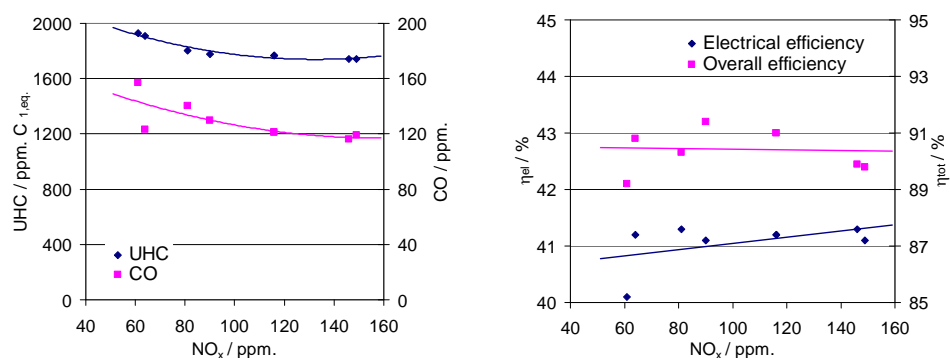 2000
1600
1200
800
400
0
UHC / ppm. C 1,eq.
200
160
120
80
40
0
CO / ppm.
UHC
CO
40 60 80 100 120 140 160
NOx / ppm.
45
44
43
42
41
40
ηel / %
95
93
91
89
87
85
ηtot / %
Electrical efficiency
Overall efficiency
40 60 80 100 120 140 160
NOx / ppm.